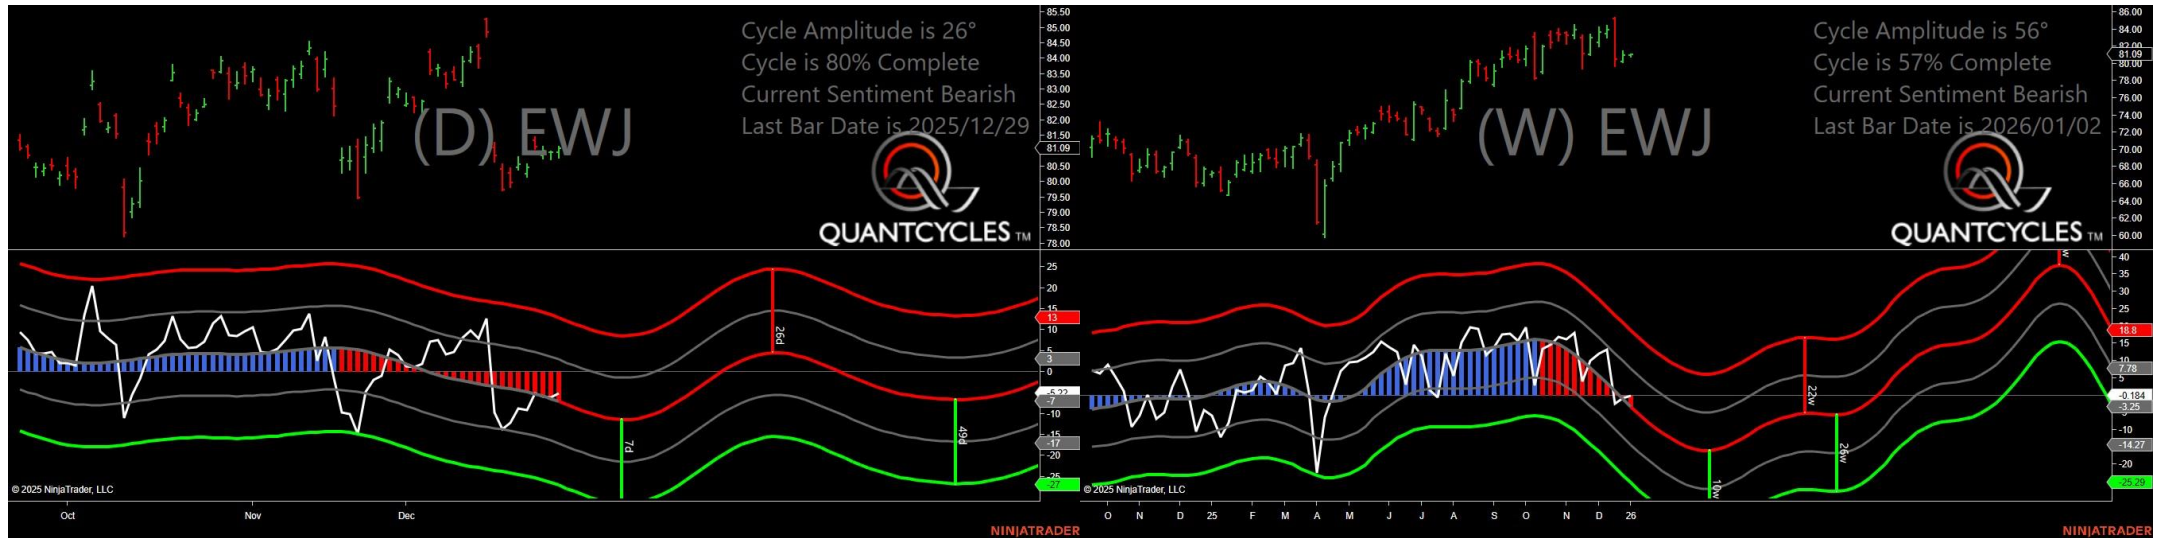 Cycle Amplitude is 26°
Cycle is 80% Complete
Current Sentiment Bearish
Last Bar Date is 2025/12/29
(D) EWJ
QUANTCYCLES TM
85.50
85.00
84.50
84.00
83.50
83.00
82.50
82.00
81.50
81.09
80.50
80.00
79.50
79.00
78.50
78.00
25
20
15
13
10
5
3
0
-5.22
-7
-10
-15
-17
-20
-25
-27
7d
26d
49d
© 2025 NinjaTrader, LLC
Oct
Nov
Dec
NINJATRADER
Cycle Amplitude is 56°
Cycle is 57% Complete
Current Sentiment Bearish
Last Bar Date is 2026/01/02
(W) EWJ
QUANTCYCLES TM
86.00
84.00
82.00
81.09
80.00
78.00
76.00
74.00
72.00
70.00
68.00
66.00
64.00
62.00
60.00
40
35
30
25
18.8
15
10
7.78
5
-0.184
-3.25
-10
-14.27
-20
-25.29
10w
22w
26w
w
© 2025 NinjaTrader, LLC
O
N
D
25
F
M
A
M
J
J
A
S
O
N
D
26
NINJATRADER